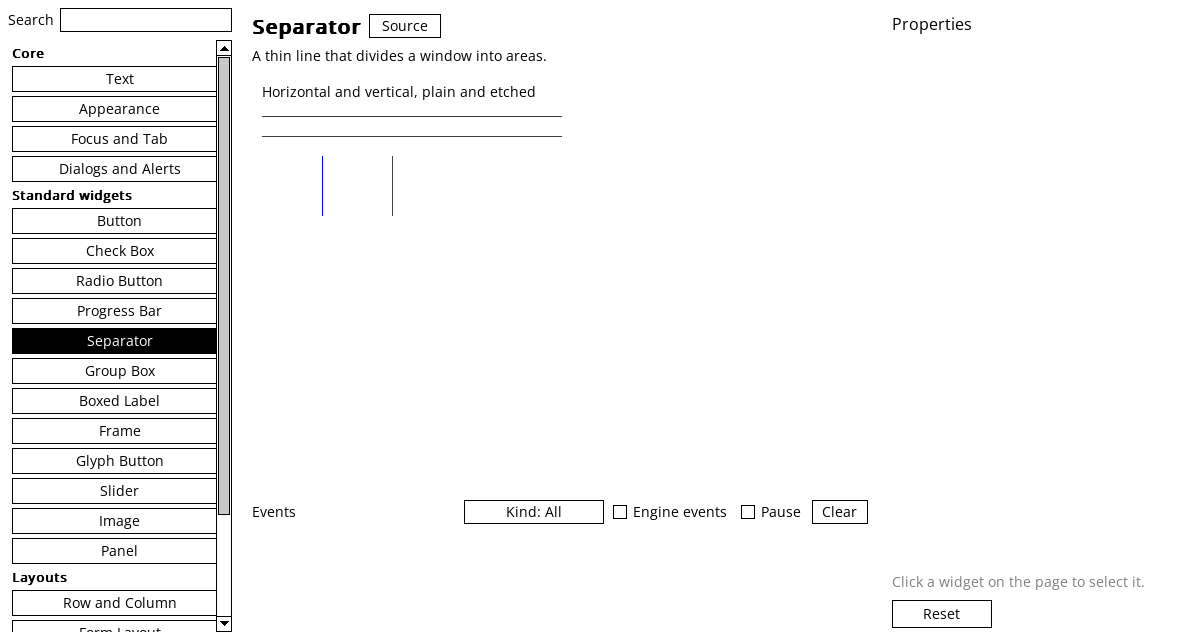 Search
Core
Text
Appearance
Focus and Tab
Dialogs and Alerts
Standard widgets
Button
Check Box
Radio Button
Progress Bar
Separator
Group Box
Boxed Label
Frame
Glyph Button
Slider
Image
Panel
Layouts
Row and Column
Form Layout
Separator Source
A thin line that divides a window into areas.
Horizontal and vertical, plain and etched
Events Kind: All Engine events Pause Clear
Properties
Click a widget on the page to select it.
Reset